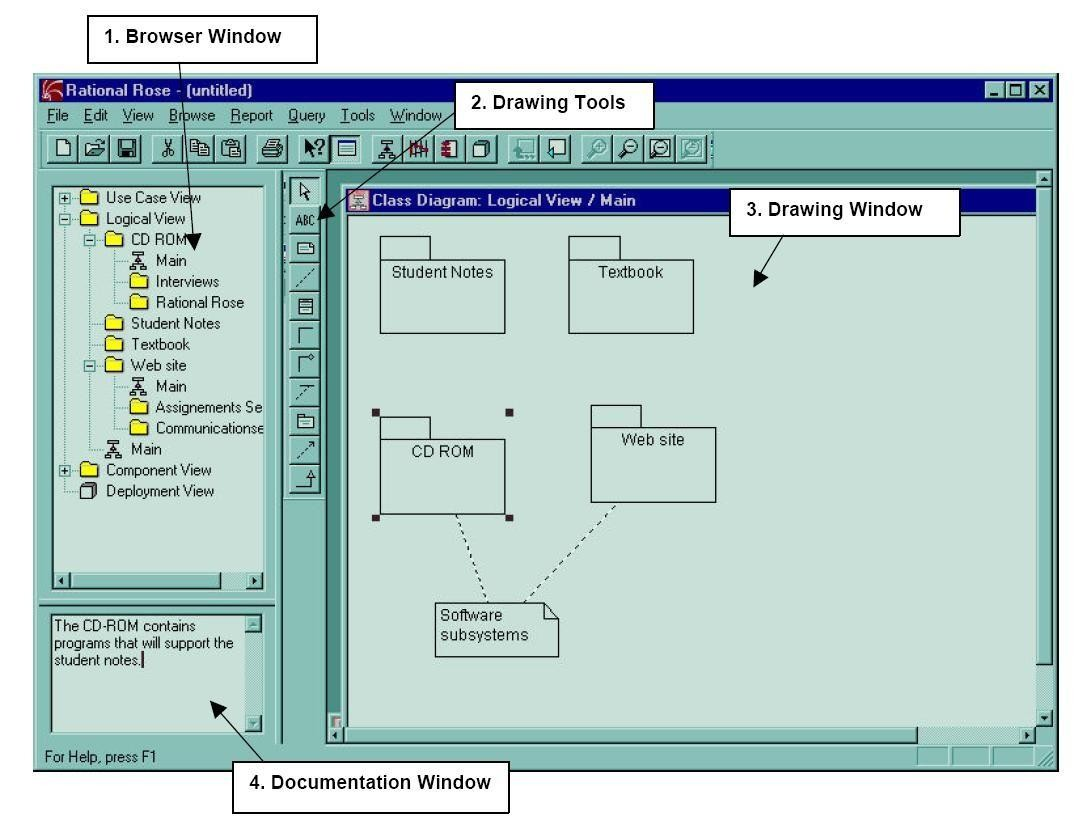 1. Browser Window
Rational Rose - (untitled)
2. Drawing Tools
File Edit View Browse Report Query Tools Window
Class Diagram: Logical View / Main
3. Drawing Window
Use Case View
Logical View
CD ROM
Main
Interviews
Rational Rose
Student Notes
Textbook
Web site
Main
Assignements Se
Communicationse
Main
Component View
Deployment View
ABC
Student Notes
Textbook
CD ROM
Web site
Software
subsystems
The CD-ROM contains
programs that will support the
student notes.
For Help, press F1
4. Documentation Window